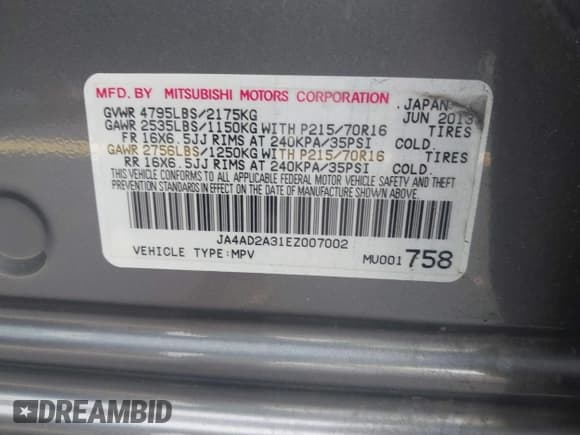 MFD. BY MITSUBISHI MOTORS CORPORATION JAPAN
GVWR 4795LBS/2175KG JUN 2013
GAWR 2535LBS/1150KG WITH P215/70R16 TIRES
FR 16X6.5JJ RIMS AT 240KPA/35PSI COLD.
GAWR 2756LBS/1250KG WITH P215/70R16 TIRES
RR 16X6.5JJ RIMS AT 240KPA/35PSI COLD.
THIS VEHICLE CONFORMS TO ALL APPLICABLE FEDERAL MOTOR VEHICLE SAFETY AND THEFT
PREVENTION STANDARDS IN EFFECT ON THE DATE OF MANUFACTURE SHOWN ABOVE.
JA4AD2A31EZ007002
VEHICLE TYPE:MPV MU001758
DREAMBID